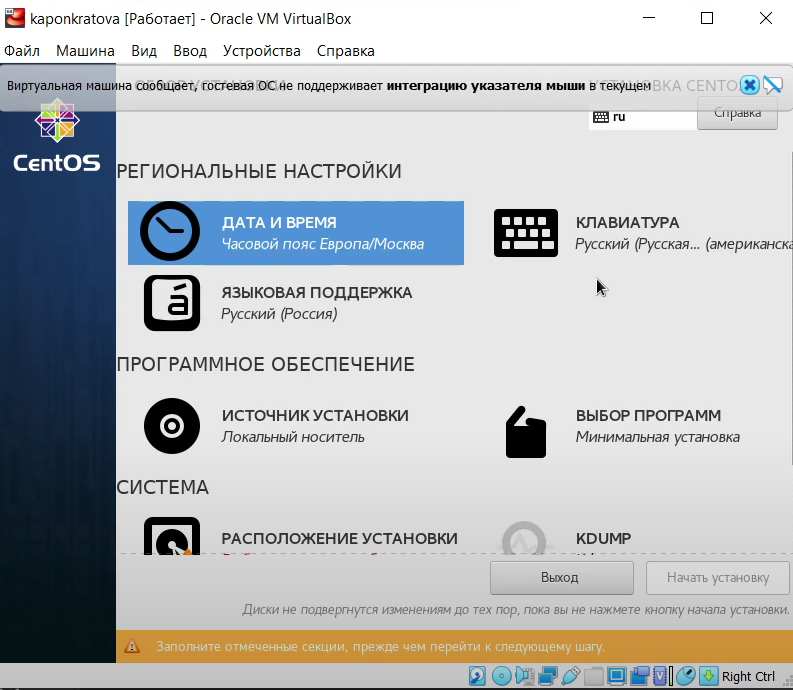 kaponkratova [Работает] - Oracle VM VirtualBox
Файл Машина Вид Ввод Устройства Справка
Виртуальная машина сообщает, гостевая ОС не поддерживает интеграцию указателя мыши в текущем
ОБЗОР УСТАНОВКИ
УСТАНОВКА CENTO
ru
Справка
CentOS
РЕГИОНАЛЬНЫЕ НАСТРОЙКИ
ДАТА И ВРЕМЯ
Часовой пояс Европа/Москва
КЛАВИАТУРА
Русский (Русская... (американска
ЯЗЫКОВАЯ ПОДДЕРЖКА
Русский (Россия)
ПРОГРАММНОЕ ОБЕСПЕЧЕНИЕ
ИСТОЧНИК УСТАНОВКИ
Локальный носитель
ВЫБОР ПРОГРАММ
Минимальная установка
СИСТЕМА
РАСПОЛОЖЕНИЕ УСТАНОВКИ
KDUMP
Выход
Начать установку
Диски не подвергнутся изменениям до тех пор, пока вы не нажмете кнопку начала установки.
Заполните отмеченные секции, прежде чем перейти к следующему шагу.
Right Ctrl